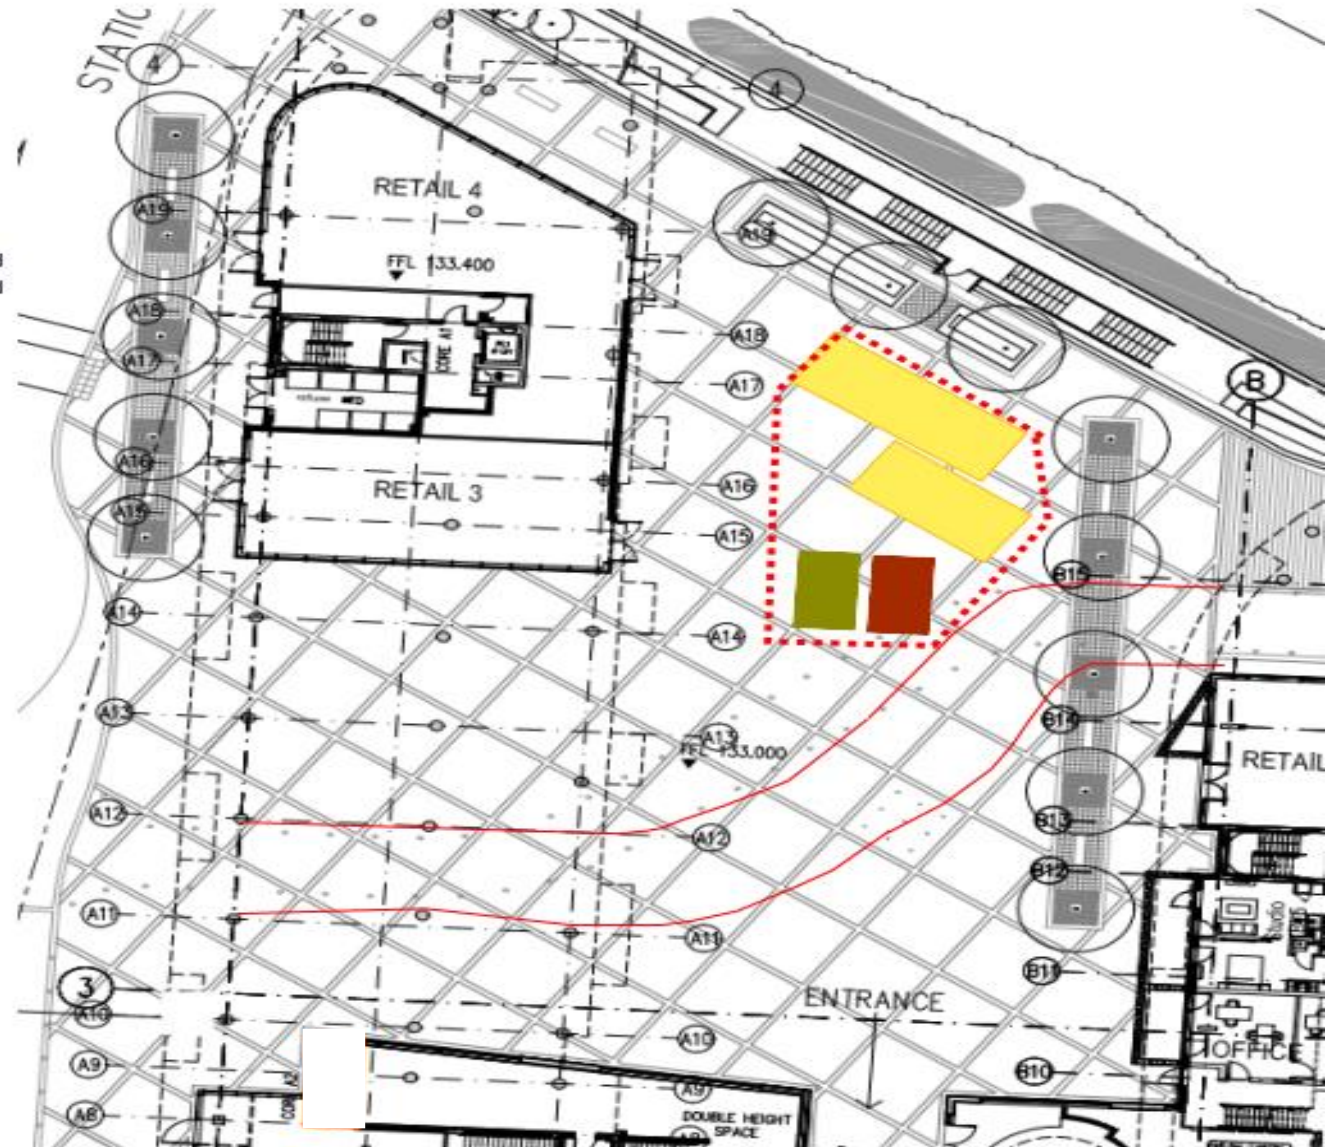 STATIO
4
4
RETAIL 4
A19
A19
FFL 133.400
A18
A18
CORE A1
A17
A17
B
refuse
A16
A16
RETAIL 3
A15
A15
B15
A14
A14
A13
A13
B14
FFL 133.000
RETAIL
A12
A12
B13
B12
Studio
A11
A11
B11
3
ENTRANCE
A10
A10
OFFICE
A9
A9
B10
A8
DOUBLE HEIGHT
SPACE